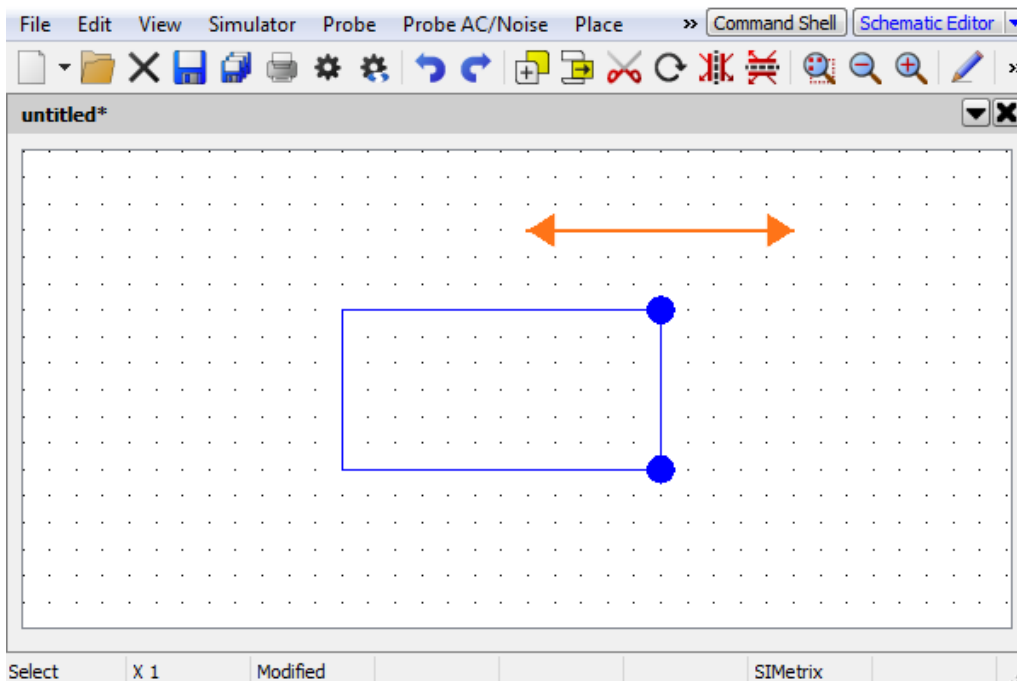 File Edit View Simulator Probe Probe AC/Noise Place » Command Shell Schematic Editor
untitled*
Select X 1 Modified SIMetrix